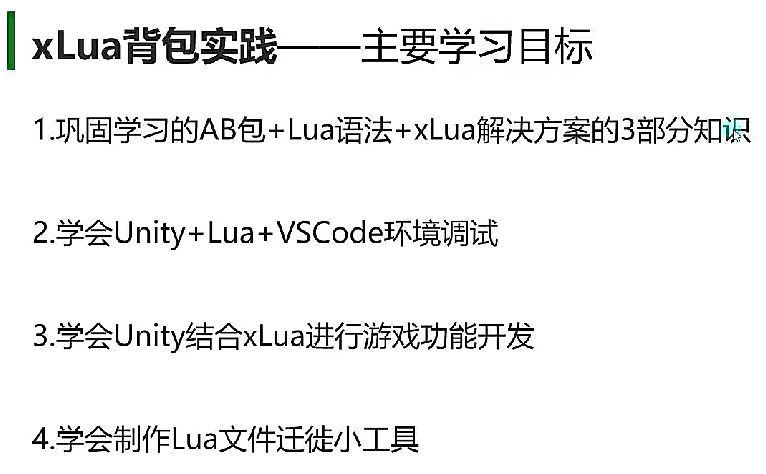 xLua背包实践——主要学习目标
1.巩固学习的AB包+Lua语法+xLua解决方案的3部分知识
2.学会Unity+Lua+VSCode环境调试
3.学会Unity结合xLua进行游戏功能开发
4.学会制作Lua文件迁徙小工具